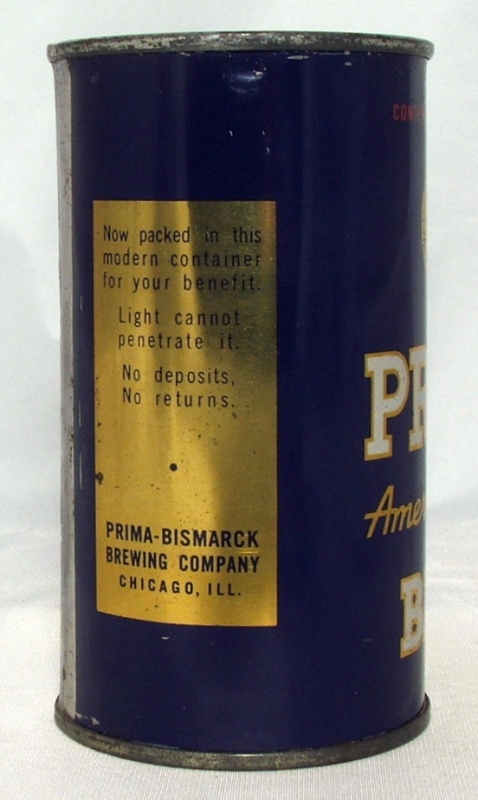 Now packed in this
modern container
for your benefit.
Light cannot
penetrate it.
No deposits,
No returns.
PRIMA-BISMARCK
BREWING COMPANY
CHICAGO, ILL.